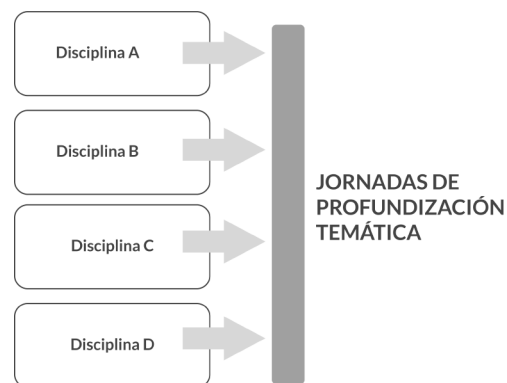 Disciplina A
Disciplina B
Disciplina C
Disciplina D
JORNADAS DE
PROFUNDIZACIÓN
TEMÁTICA